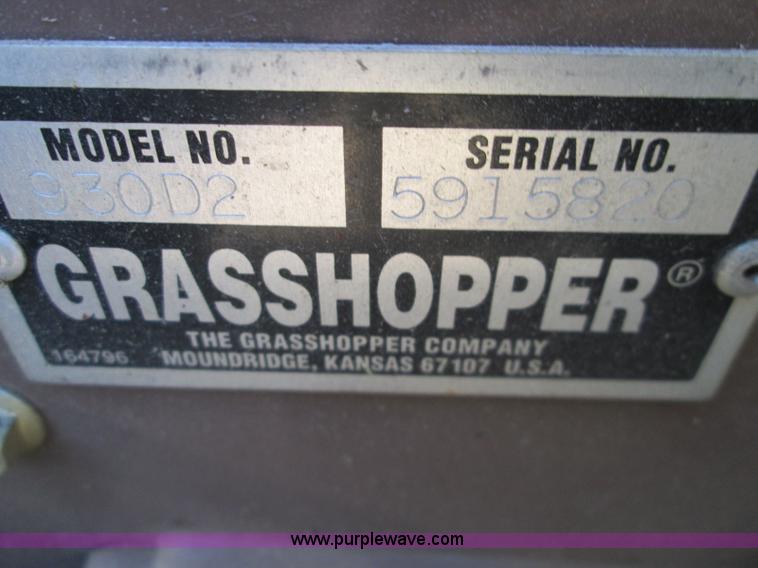 MODEL NO. SERIAL NO.
930D2 5915820
GRASSHOPPER®
THE GRASSHOPPER COMPANY
164796 MOUNDRIDGE, KANSAS 67107 U.S.A.
www.purplewave.com